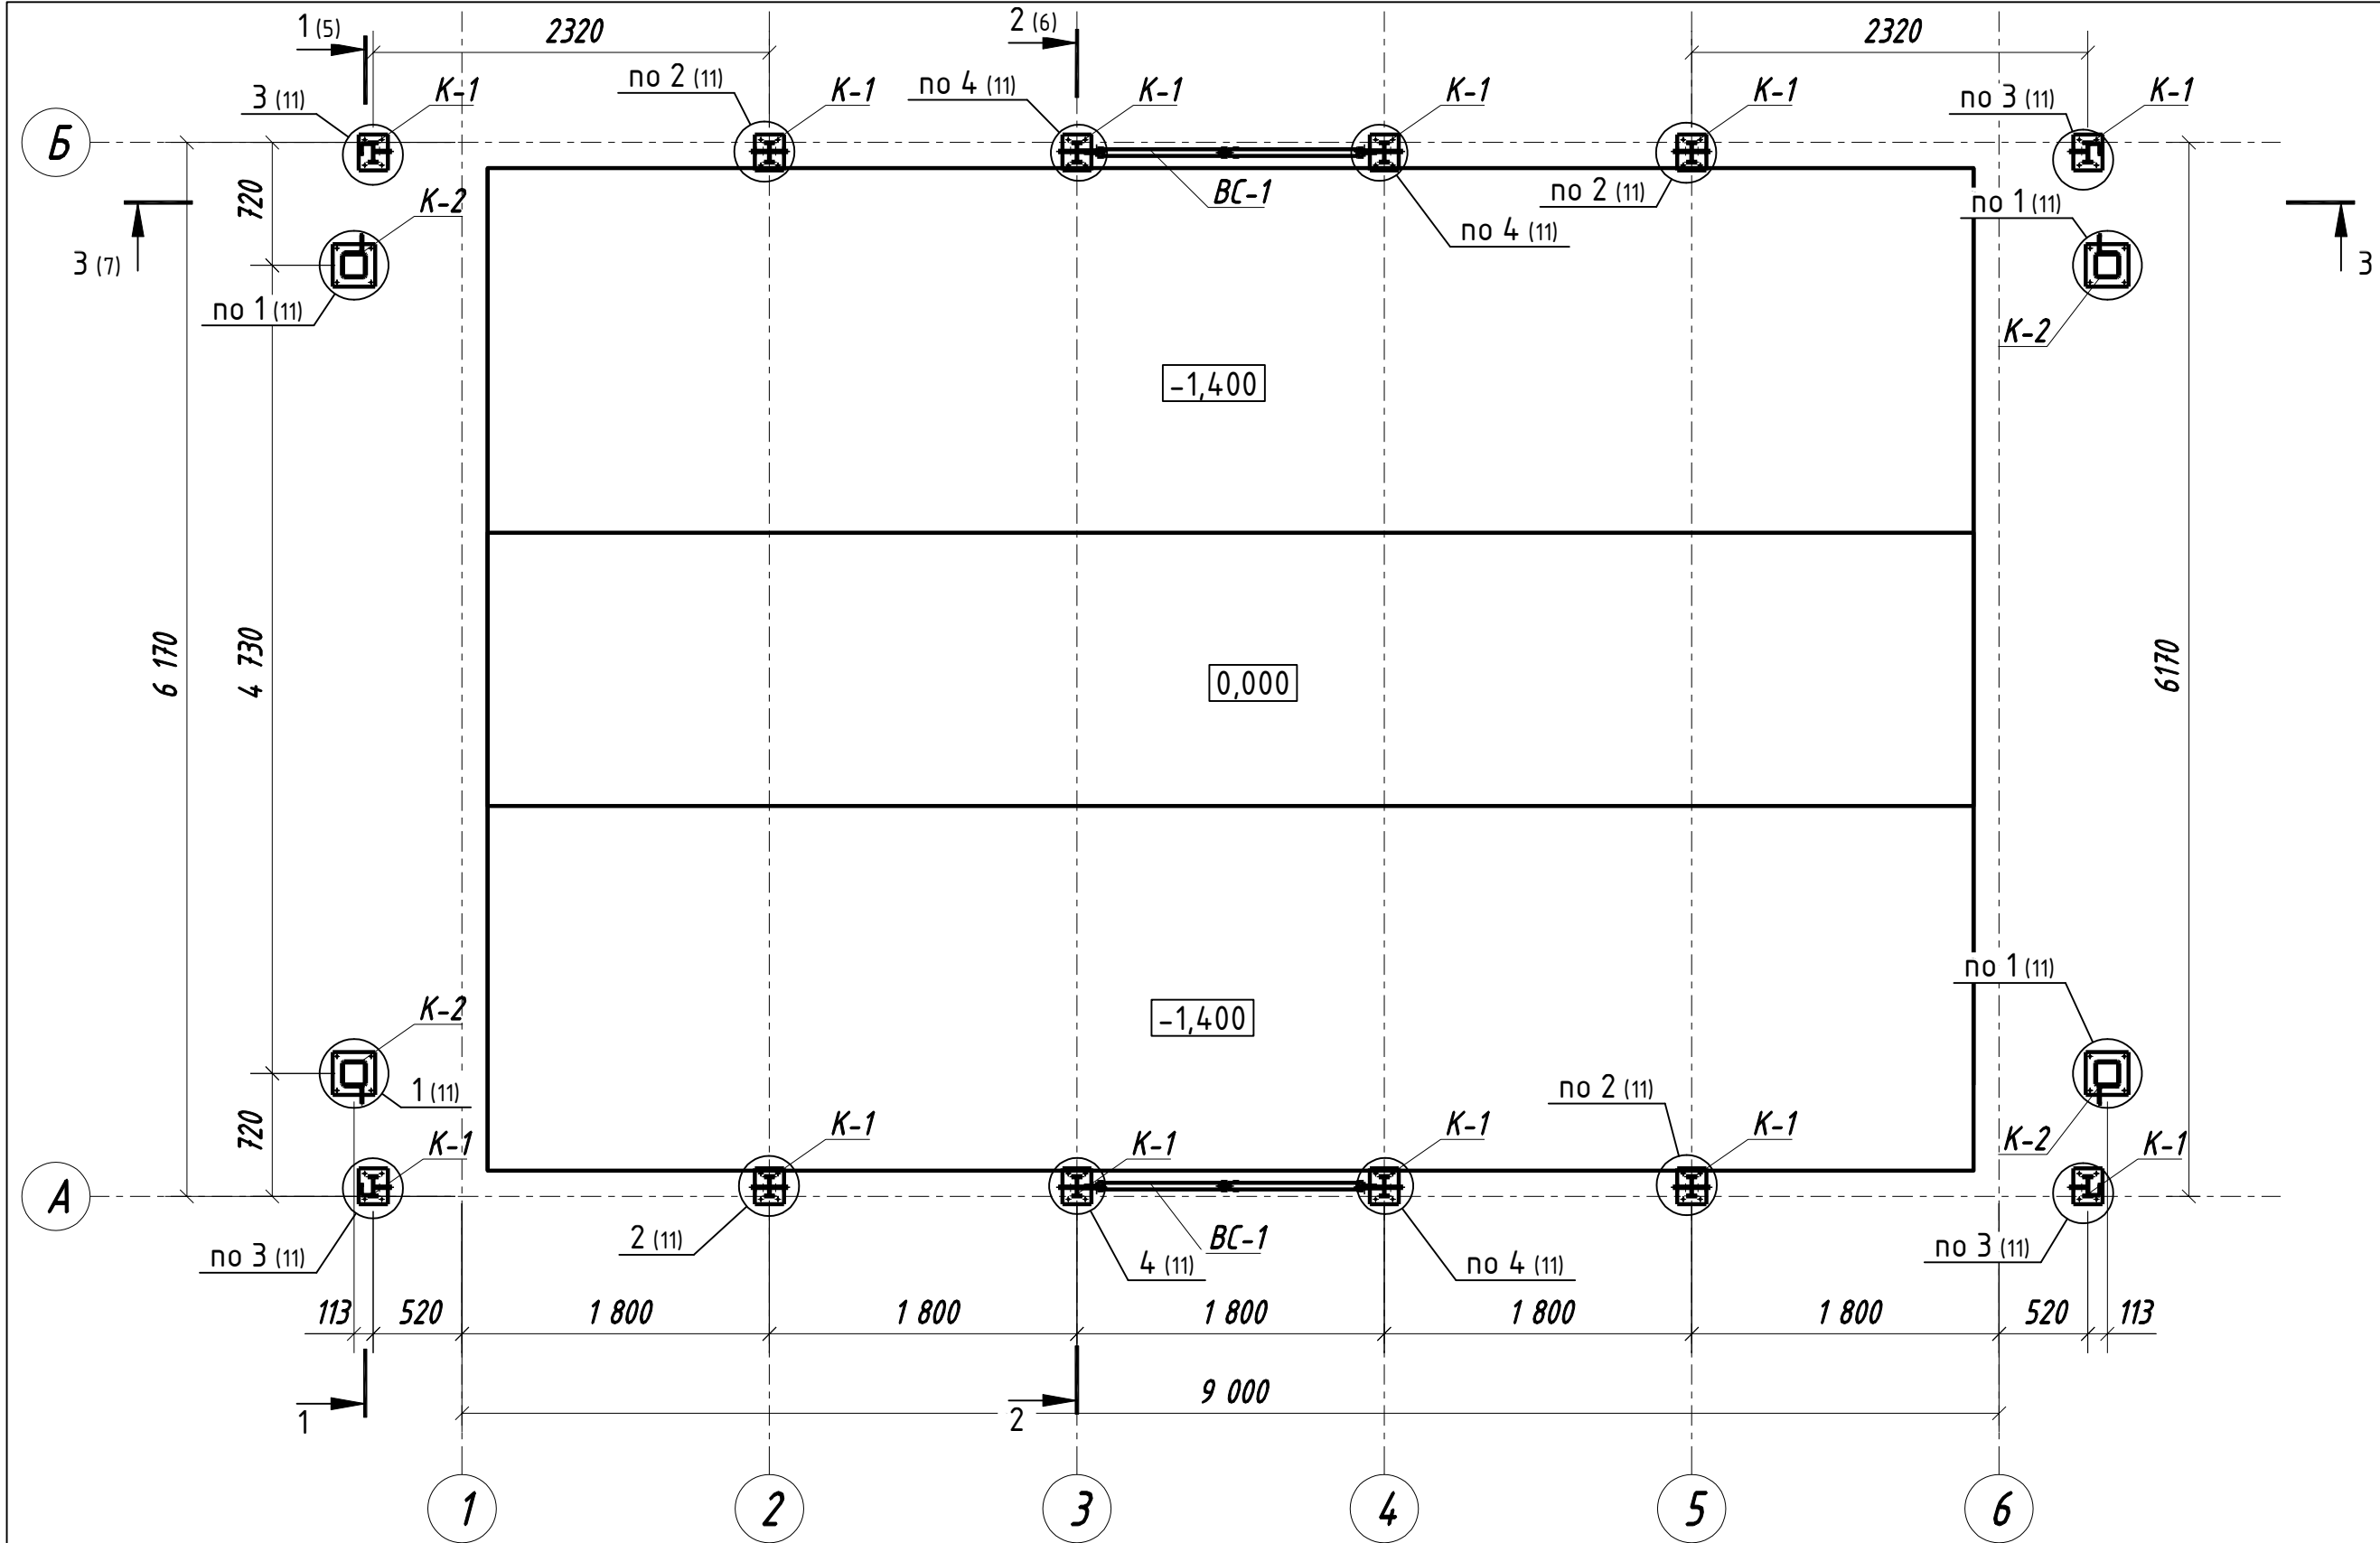 1 (5)
2320
2 (6)
2320
3 (11)
К-1
по 2 (11)
К-1
по 4 (11)
К-1
К-1
К-1
по 3 (11)
К-1
Б
720
К-2
ВС-1
по 2 (11)
по 4 (11)
по 1 (11)
3 (7)
3
по 1 (11)
К-2
-1,400
6 170
4 730
0,000
6170
по 1 (11)
К-2
-1,400
1 (11)
по 2 (11)
720
К-1
К-1
К-1
К-1
К-1
К-2
К-1
А
2 (11)
ВС-1
по 3 (11)
4 (11)
по 4 (11)
по 3 (11)
113
520
1 800
1 800
1 800
1 800
1 800
520
113
9 000
1
2
1
2
3
4
5
6